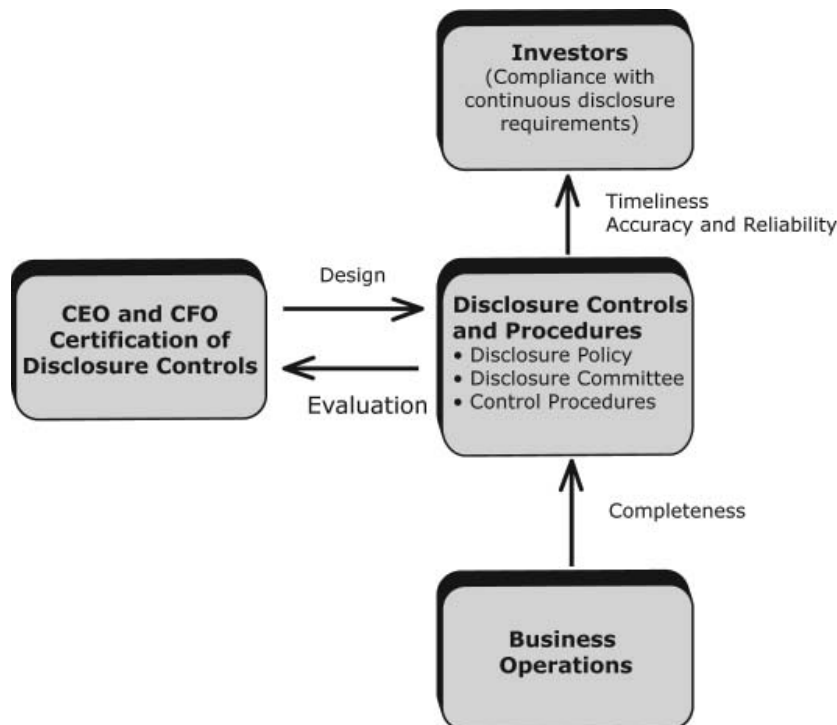 Investors
(Compliance with
continuous disclosure
requirements)
Timeliness
Accuracy and Reliability
Design
CEO and CFO
Certification of
Disclosure Controls
Evaluation
Disclosure Controls
and Procedures
• Disclosure Policy
• Disclosure Committee
• Control Procedures
Completeness
Business
Operations